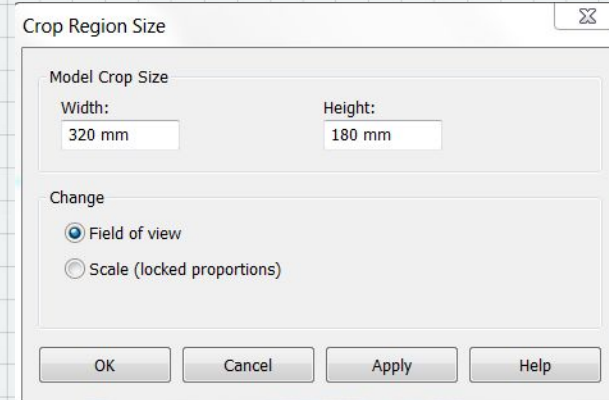 Crop Region Size
Model Crop Size
Width: Height:
320 mm 180 mm
Change
Field of view
Scale (locked proportions)
OK Cancel Apply Help